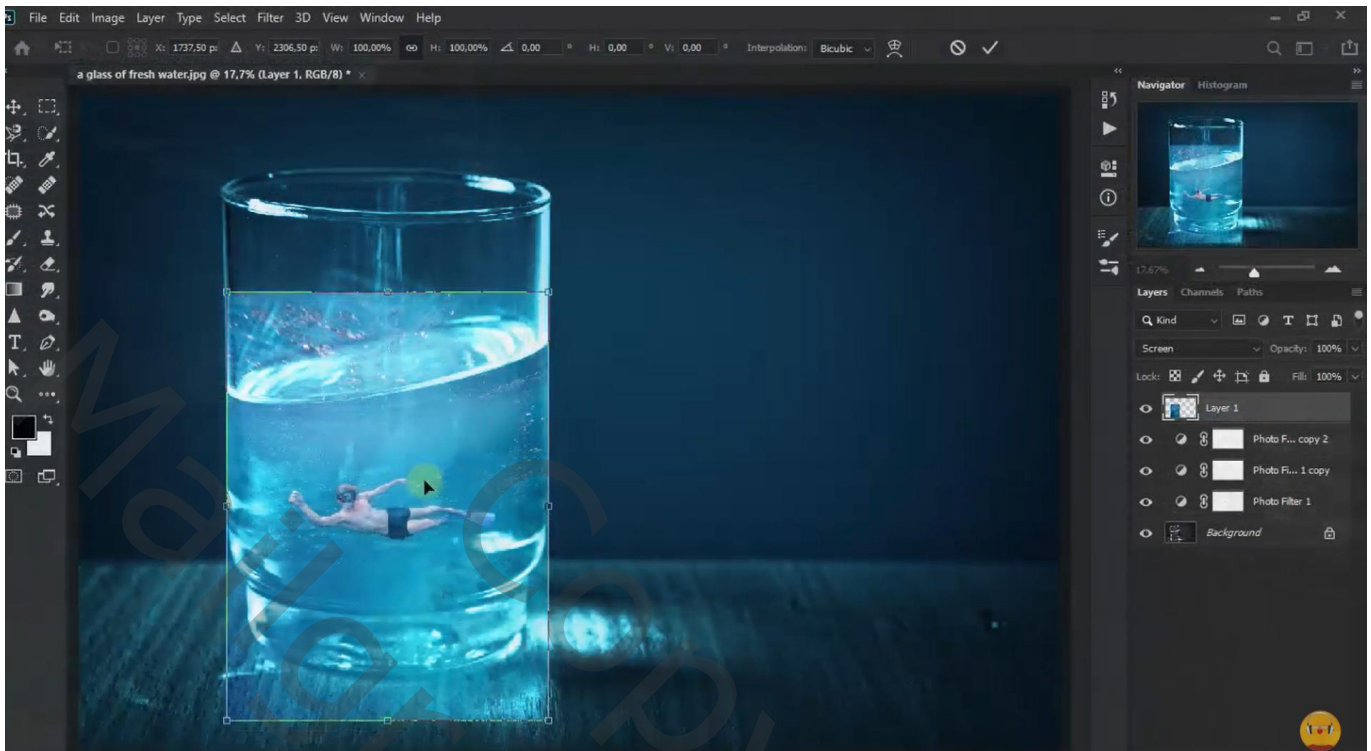 Ps File Edit Image Layer Type Select Filter 3D View Window Help
X: 1737,50 p: Y: 2306,50 p: W: 100,00% H: 100,00% 0,00 ° H: 0,00 ° V: 0,00 ° Interpolation: Bicubic
a glass of fresh water.jpg @ 17,7% (Layer 1, RGB/8) * ×
Navigator Histogram
17.67%
Layers Channels Paths
Kind
Screen Opacity: 100%
Lock: Fill: 100%
Layer 1
Photo F... copy 2
Photo Fi... 1 copy
Photo Filter 1
Background